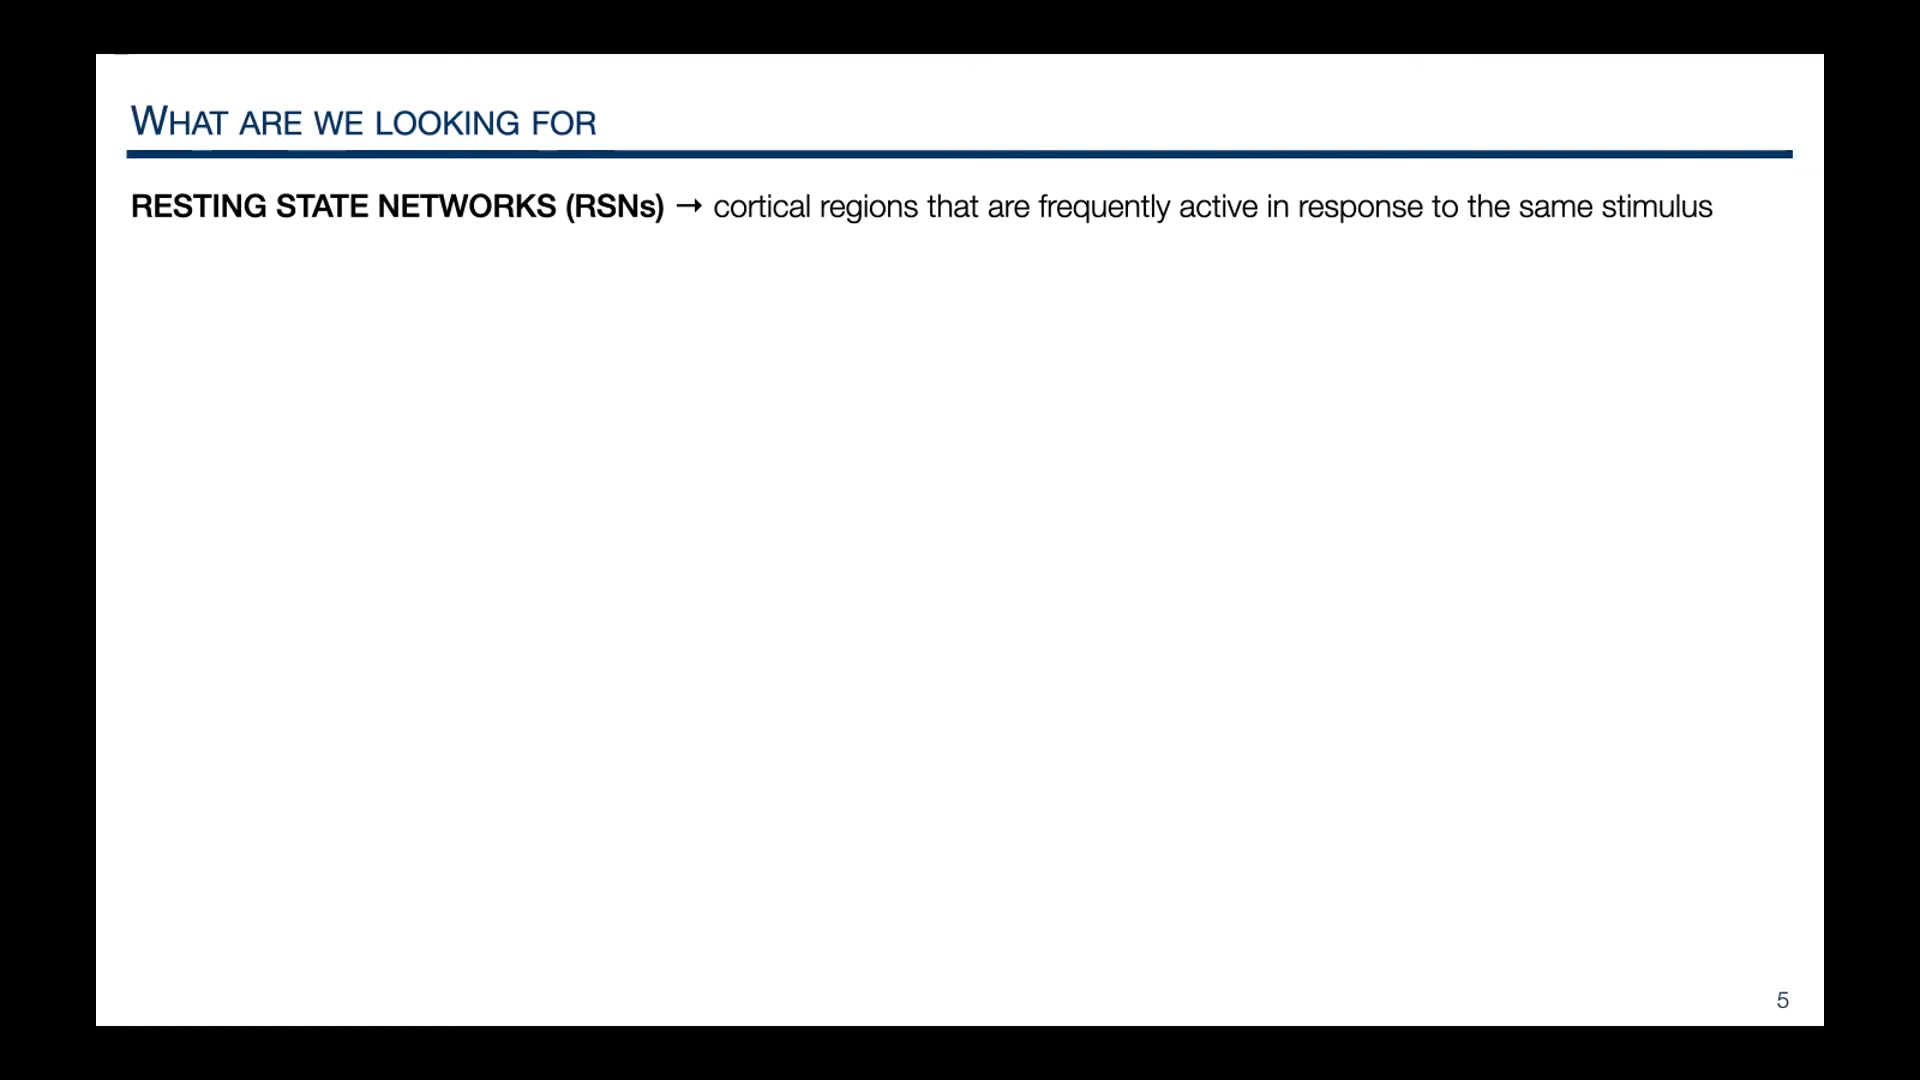 WHAT ARE WE LOOKING FOR
RESTING STATE NETWORKS (RSNs) → cortical regions that are frequently active in response to the same stimulus
5